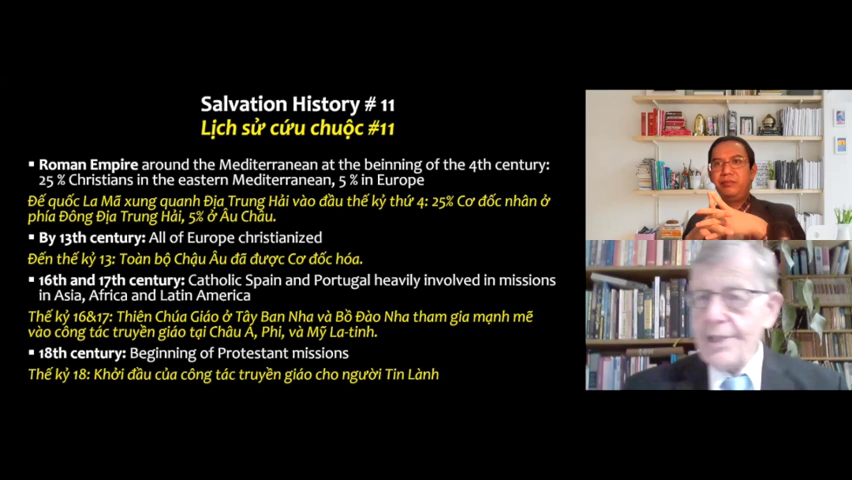 Salvation History # 11
Lịch sử cứu chuộc #11
▪ Roman Empire around the Mediterranean at the beinning of the 4th century:
25 % Christians in the eastern Mediterranean, 5 % in Europe
Đế quốc La Mã xung quanh Địa Trung Hải vào đầu thế kỷ thứ 4: 25% Cơ đốc nhân ở
phía Đông Địa Trung Hải, 5% ở Âu Châu.
▪ By 13th century: All of Europe christianized
Đến thế kỷ 13: Toàn bộ Châu Âu đã được Cơ đốc hóa.
▪ 16th and 17th century: Catholic Spain and Portugal heavily involved in missions
in Asia, Africa and Latin America
Thế kỷ 16&17: Thiên Chúa Giáo ở Tây Ban Nha và Bồ Đào Nha tham gia mạnh mẽ
vào công tác truyền giáo tại Châu Á, Phi, và Mỹ La-tinh.
▪ 18th century: Beginning of Protestant missions
Thế kỷ 18: Khởi đầu của công tác truyền giáo cho người Tin Lành